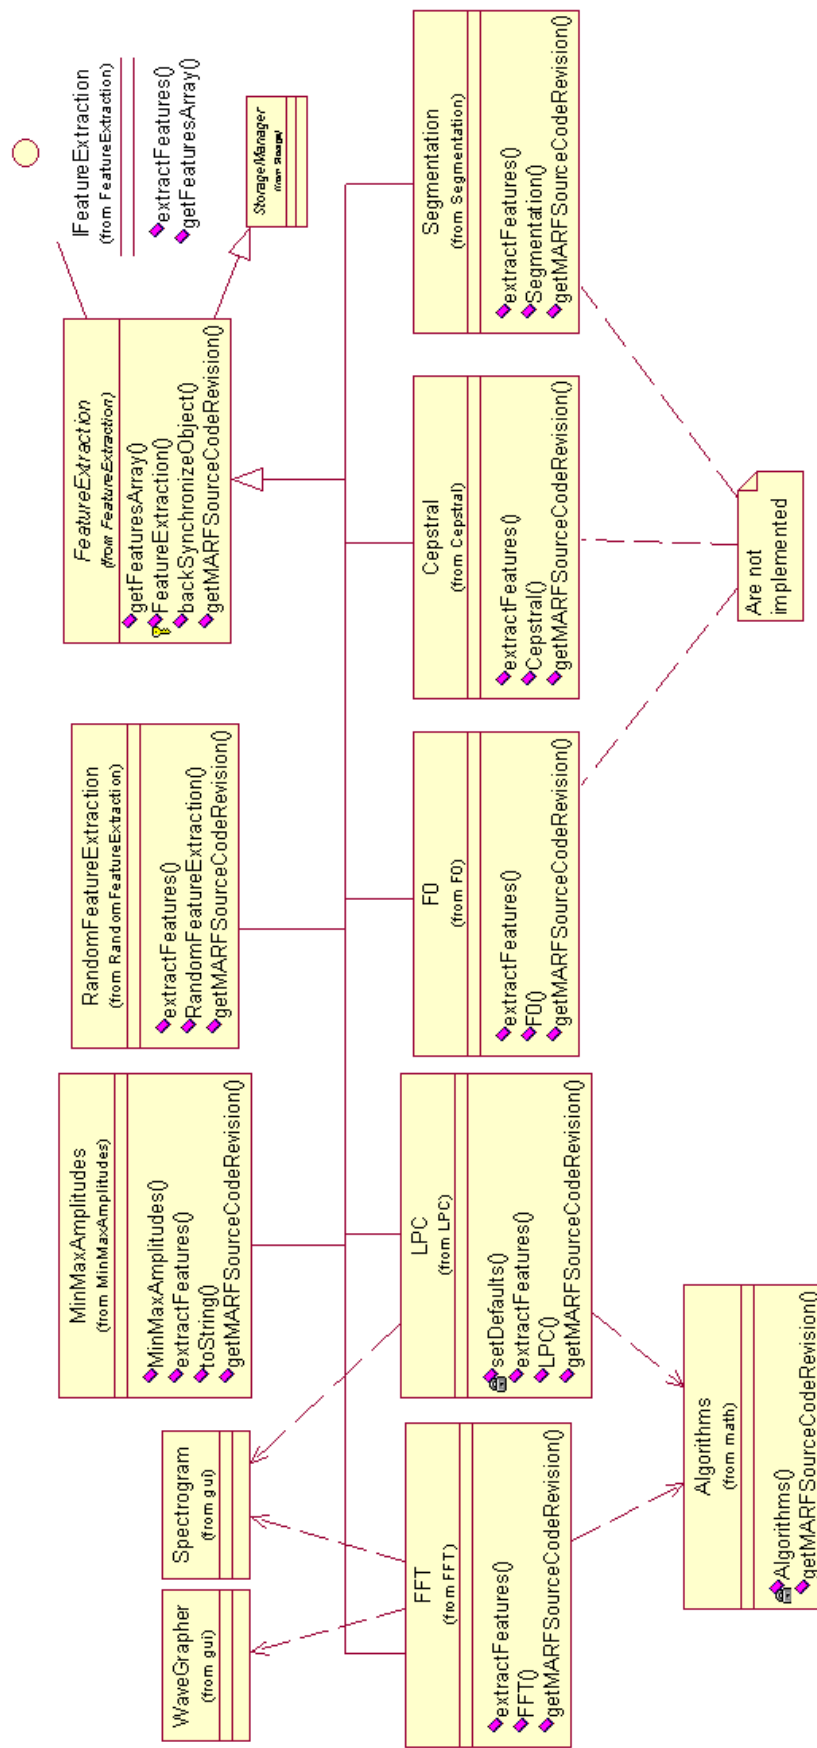 WaveGrapher
(from gui)
Spectrogram
(from gui)
MinMaxAmplitudes
(from MinMaxAmplitudes)
MinMaxAmplitudes()
extractFeatures()
toString()
getMARFSourceCodeRevision()
RandomFeatureExtraction
(from RandomFeatureExtraction)
extractFeatures()
RandomFeatureExtraction()
getMARFSourceCodeRevision()
FeatureExtraction
(from FeatureExtraction)
getFeaturesArray()
FeatureExtraction()
backSynchronizeObject()
getMARFSourceCodeRevision()
IFeatureExtraction
(from FeatureExtraction)
extractFeatures()
getFeaturesArray()
StorageManager
(from Storage)
FFT
(from FFT)
extractFeatures()
FFT()
getMARFSourceCodeRevision()
LPC
(from LPC)
setDefaults()
extractFeatures()
LPC()
getMARFSourceCodeRevision()
F0
(from F0)
extractFeatures()
F0()
getMARFSourceCodeRevision()
Cepstral
(from Cepstral)
extractFeatures()
Cepstral()
getMARFSourceCodeRevision()
Segmentation
(from Segmentation)
extractFeatures()
Segmentation()
getMARFSourceCodeRevision()
Algorithms
(from math)
Algorithms()
getMARFSourceCodeRevision()
Are not
implemented